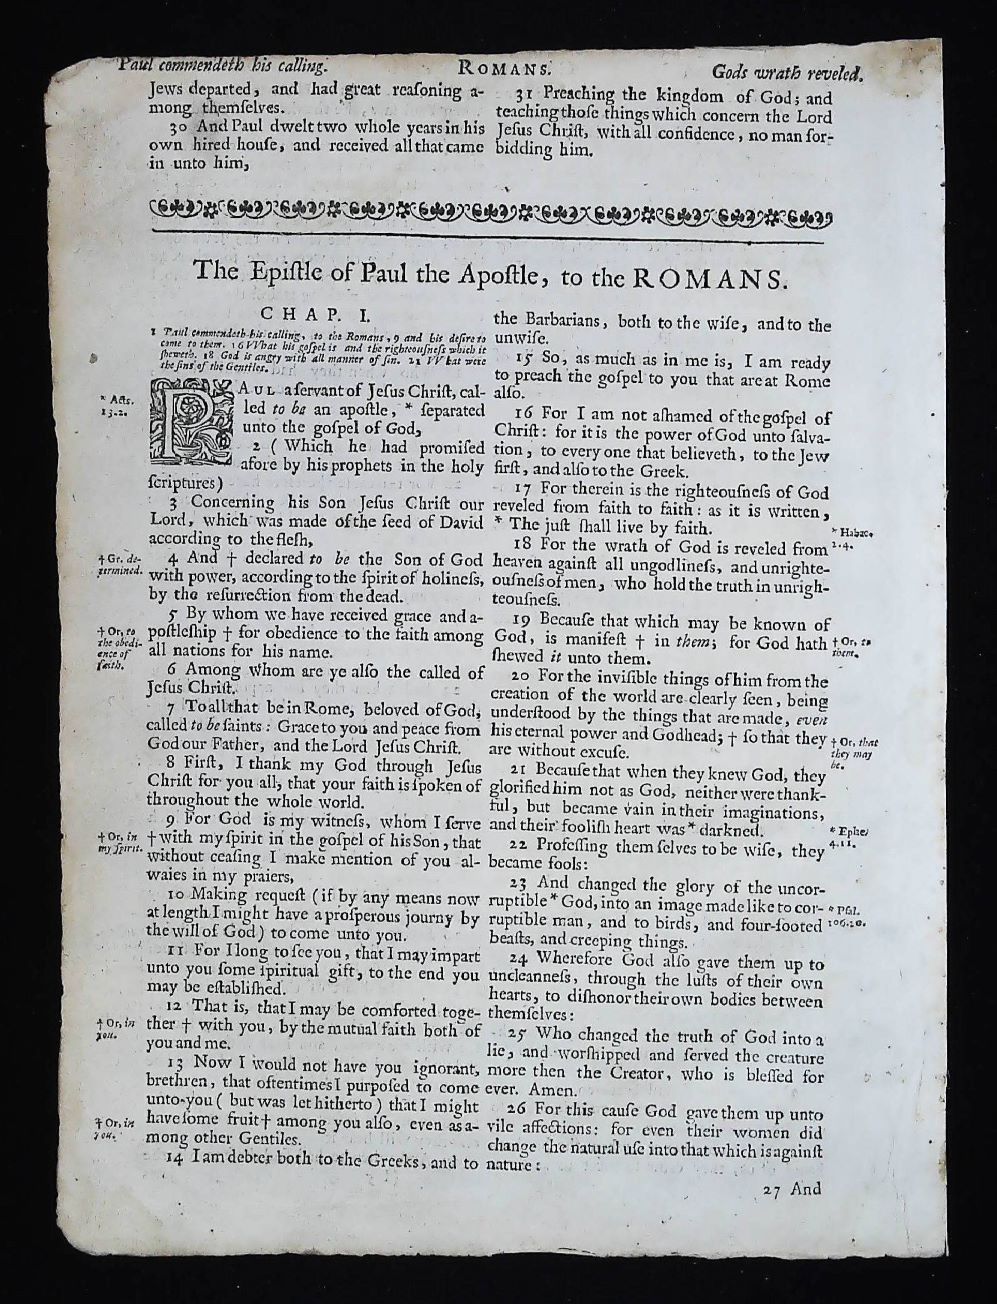 Paul commendeth his calling. ROMANS. Gods wrath reveled.
Jews departed, and had great reaſoning a-
mong themſelves.
30 And Paul dwelt two whole years in his
own hired houſe, and received all that came
in unto him,
31 Preaching the kingdom of God; and
teaching thoſe things which concern the Lord
Jeſus Chriſt, with all confidence, no man for-
bidding him.
The Epiſtle of Paul the Apoſtle, to the ROMANS.
CHAP. I.
1 Paul commendeth his calling, to the Romans, 9 and his deſire to
come to them. 16 VVhat his goſpel is and the righteouſneſs which it
ſheweth. 18 God is angry with all manner of ſin. 21 VVhat were
the ſins of the Gentiles.
PAUL a ſervant of Jeſus Chriſt, cal-
led to be an apoſtle, * ſeparated
unto the goſpel of God,
* Acts.
13.2.
2 ( Which he had promiſed
afore by his prophets in the holy
ſcriptures)
3 Concerning his Son Jeſus Chriſt our
Lord, which was made of the ſeed of David
according to the fleſh,
4 And † declared to be the Son of God
with power, according to the ſpirit of holineſs,
by the reſurrection from the dead.
† Gr. de-
termined.
5 By whom we have received grace and a-
poſtleſhip † for obedience to the faith among
all nations for his name.
† Or, to
the obedi-
ence of
faith.
6 Among whom are ye alſo the called of
Jeſus Chriſt.
7 To all that be in Rome, beloved of God,
called to be ſaints: Grace to you and peace from
God our Father, and the Lord Jeſus Chriſt.
8 Firſt, I thank my God through Jeſus
Chriſt for you all, that your faith is ſpoken of
throughout the whole world.
9 For God is my witneſs, whom I ſerve
† with my ſpirit in the goſpel of his Son, that
without ceaſing I make mention of you al-
waies in my praiers,
† Or, in
my ſpirit.
10 Making requeſt (if by any means now
at length I might have a proſperous journy by
the will of God) to come unto you.
11 For I long to ſee you, that I may impart
unto you ſome ſpiritual gift, to the end you
may be eſtabliſhed.
12 That is, that I may be comforted toge-
ther † with you, by the mutual faith both of
you and me.
† Or, in
you.
13 Now I would not have you ignorant,
brethren, that oftentimes I purpoſed to come
unto you ( but was let hitherto) that I might
have ſome fruit † among you alſo, even as a-
mong other Gentiles.
† Or, in
you.
14 I am debter both to the Greeks, and to
the Barbarians, both to the wiſe, and to the
unwiſe.
15 So, as much as in me is, I am ready
to preach the goſpel to you that are at Rome
alſo.
16 For I am not aſhamed of the goſpel of
Chriſt: for it is the power of God unto ſalva-
tion, to every one that believeth, to the Jew
firſt, and alſo to the Greek.
17 For therein is the righteouſneſs of God
reveled from faith to faith: as it is written,
* The juſt ſhall live by faith.
* Habac.
2.4.
18 For the wrath of God is reveled from
heaven againſt all ungodlineſs, and unrighte-
ouſneſs of men, who hold the truth in unrigh-
teouſneſs.
19 Becauſe that which may be known of
God, is manifeſt † in them; for God hath
ſhewed it unto them.
† Or, to
them.
20 For the inviſible things of him from the
creation of the world are clearly ſeen, being
underſtood by the things that are made, even
his eternal power and Godhead; † ſo that they
are without excuſe.
† Or, that
they may
be.
21 Becauſe that when they knew God, they
glorified him not as God, neither were thank-
ful, but became vain in their imaginations,
and their fooliſh heart was * darkned.
* Epheſ
4.11.
22 Profeſſing themſelves to be wiſe, they
became fools:
23 And changed the glory of the uncor-
ruptible * God, into an image made like to cor-
ruptible man, and to birds, and four-footed
beaſts, and creeping things.
* Pſal.
106.20.
24 Wherefore God alſo gave them up to
uncleanneſs, through the luſts of their own
hearts, to diſhonor their own bodies between
themſelves:
25 Who changed the truth of God into a
lie, and worſhipped and ſerved the creature
more then the Creator, who is bleſſed for
ever. Amen.
26 For this cauſe God gave them up unto
vile affections: for even their women did
change the natural uſe into that which is againſt
nature:
27 And